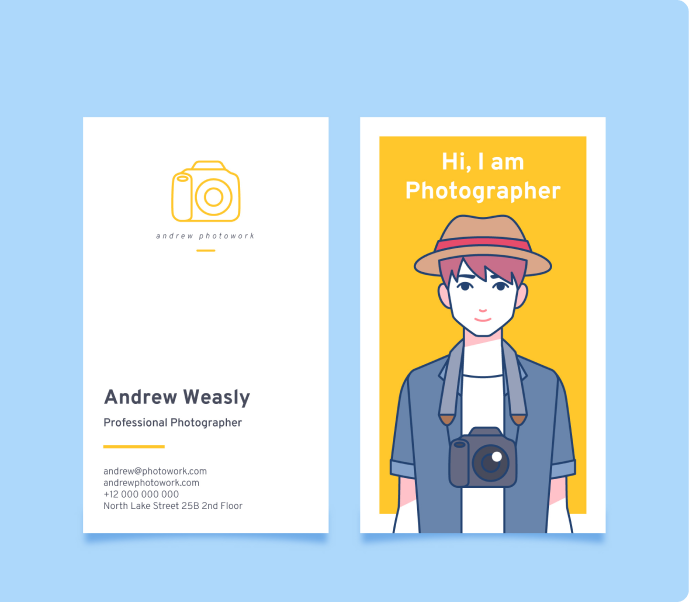 andrew photowork
Andrew Weasly
Professional Photographer
andrew@photowork.com
andrewphotowork.com
+12 000 000 000
North Lake Street 25B 2nd Floor
Hi, I am
Photographer